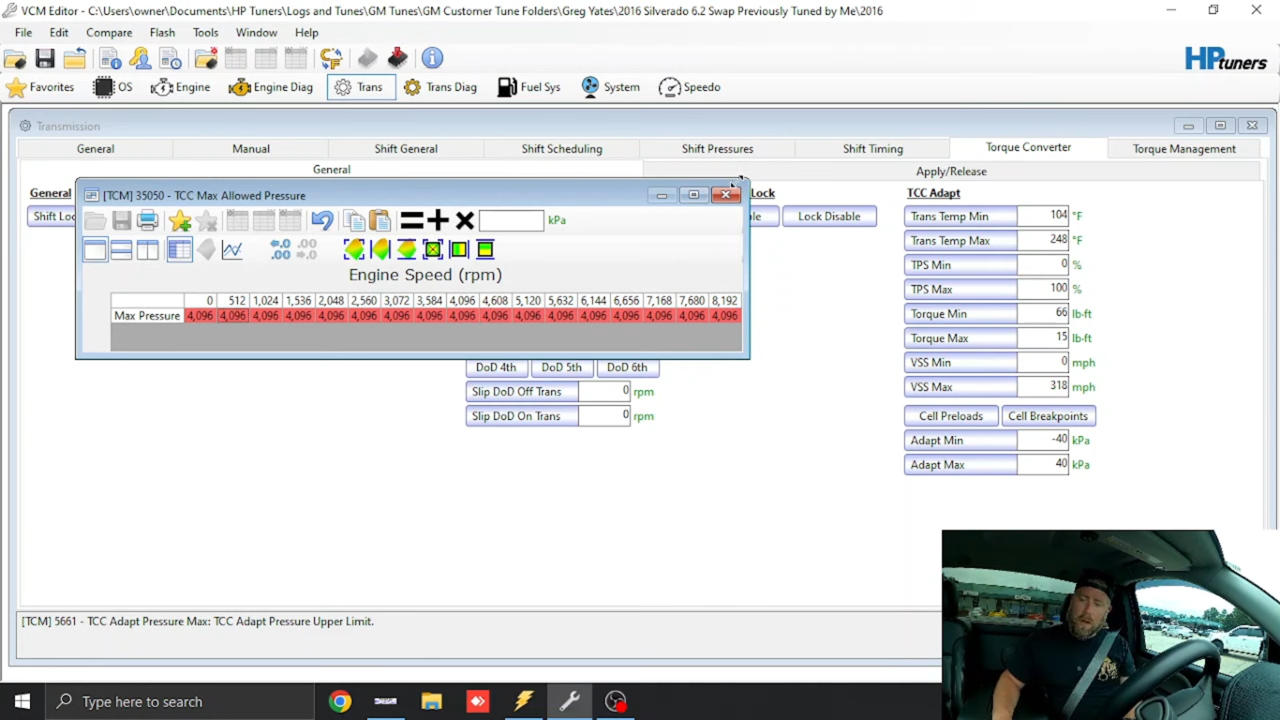 VCM Editor - C:\Users\owner\Documents\HP Tuners\Logs and Tunes\GM Tunes\GM Customer Tune Folders\Greg Yates\2016 Silverado 6.2 Swap Previously Tuned by Me\2016
File Edit Compare Flash Tools Window Help
HPtuners
Favorites OS Engine Engine Diag Trans Trans Diag Fuel Sys System Speedo
Transmission
General Manual Shift General Shift Scheduling Shift Pressures Shift Timing Torque Converter Torque Management
General Apply/Release
General Lock TCC Adapt
[TCM] 35050 - TCC Max Allowed Pressure
Lock Disable
kPa
Engine Speed (rpm)
0 512 1,024 1,536 2,048 2,560 3,072 3,584 4,096 4,608 5,120 5,632 6,144 6,656 7,168 7,680 8,192
Max Pressure 4,096 4,096 4,096 4,096 4,096 4,096 4,096 4,096 4,096 4,096 4,096 4,096 4,096 4,096 4,096 4,096 4,096
Trans Temp Min 104 °F
Trans Temp Max 248 °F
TPS Min 0 %
TPS Max 100 %
Torque Min 66 lb·ft
Torque Max 15 lb·ft
VSS Min 0 mph
VSS Max 318 mph
DoD 4th DoD 5th DoD 6th
Slip DoD Off Trans 0 rpm
Slip DoD On Trans 0 rpm
Cell Preloads Cell Breakpoints
Adapt Min -40 kPa
Adapt Max 40 kPa
[TCM] 5661 - TCC Adapt Pressure Max: TCC Adapt Pressure Upper Limit.
Type here to search